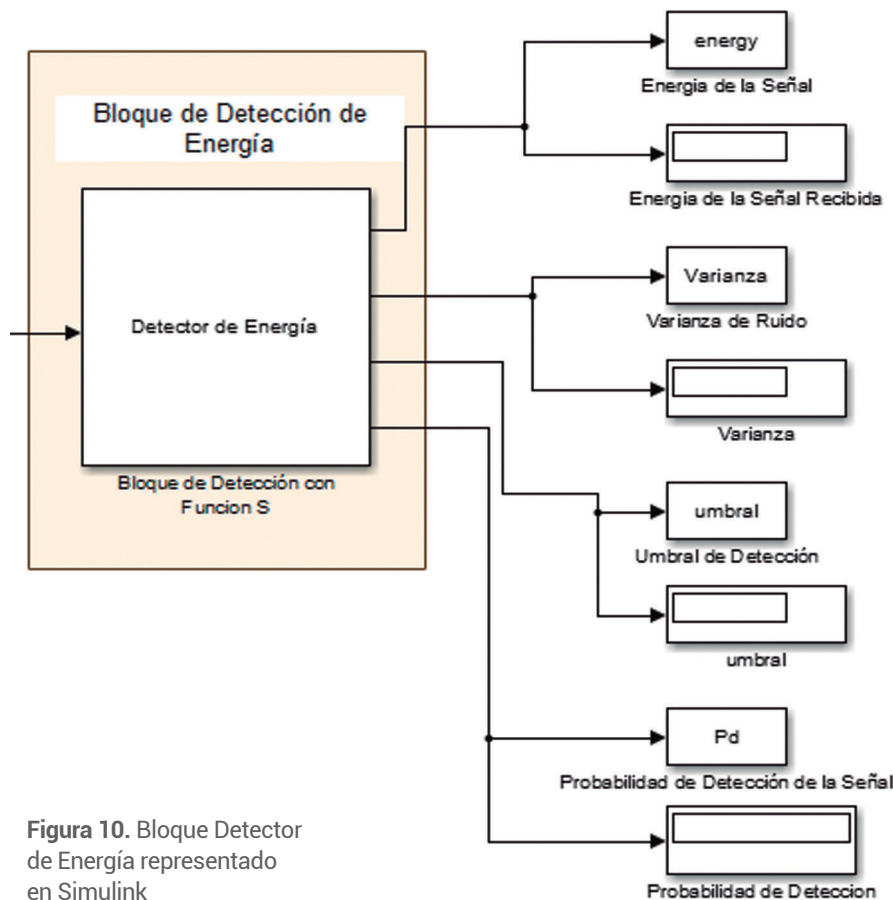 energy
Energia de la Señal
Bloque de Detección de
Energía
Energia de la Señal Recibida
Detector de Energía
Varianza
Varianza de Ruido
Varianza
Bloque de Detección con
Funcion S
umbral
Umbral de Detección
umbral
Pd
Probabilidad de Detección de la Señal
Probabilidad de Deteccion
Figura 10. Bloque Detector
de Energía representado
en Simulink